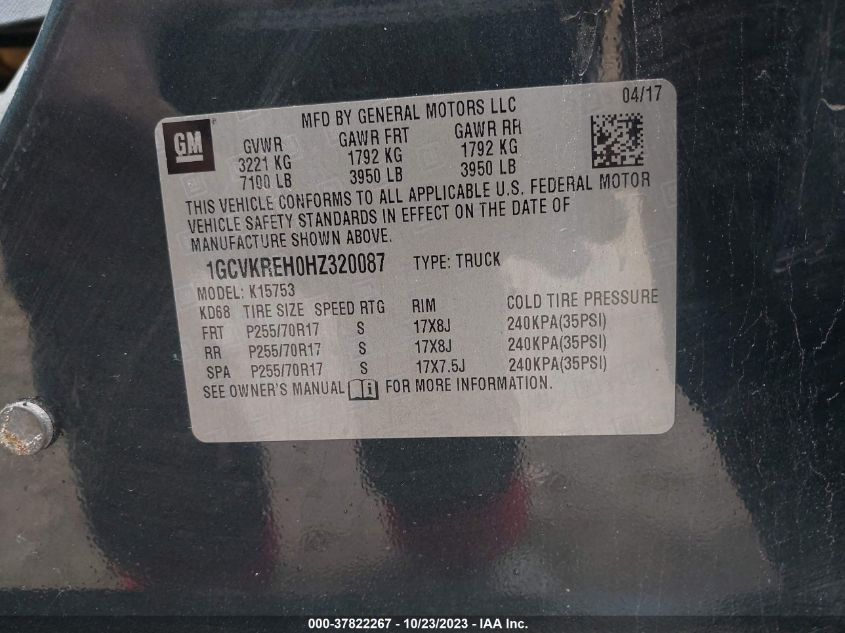 MFD BY GENERAL MOTORS LLC 04/17
GM
GVWR GAWR FRT GAWR RR
3221 KG 1792 KG 1792 KG
7100 LB 3950 LB 3950 LB
THIS VEHICLE CONFORMS TO ALL APPLICABLE U.S. FEDERAL MOTOR
VEHICLE SAFETY STANDARDS IN EFFECT ON THE DATE OF
MANUFACTURE SHOWN ABOVE.
1GCVKREH0HZ320087 TYPE: TRUCK
MODEL: K15753
KD68 TIRE SIZE SPEED RTG RIM COLD TIRE PRESSURE
FRT P255/70R17 S 17X8J 240KPA(35PSI)
RR P255/70R17 S 17X8J 240KPA(35PSI)
SPA P255/70R17 S 17X7.5J 240KPA(35PSI)
SEE OWNER'S MANUAL FOR MORE INFORMATION.
000-37822267 - 10/23/2023 - IAA Inc.